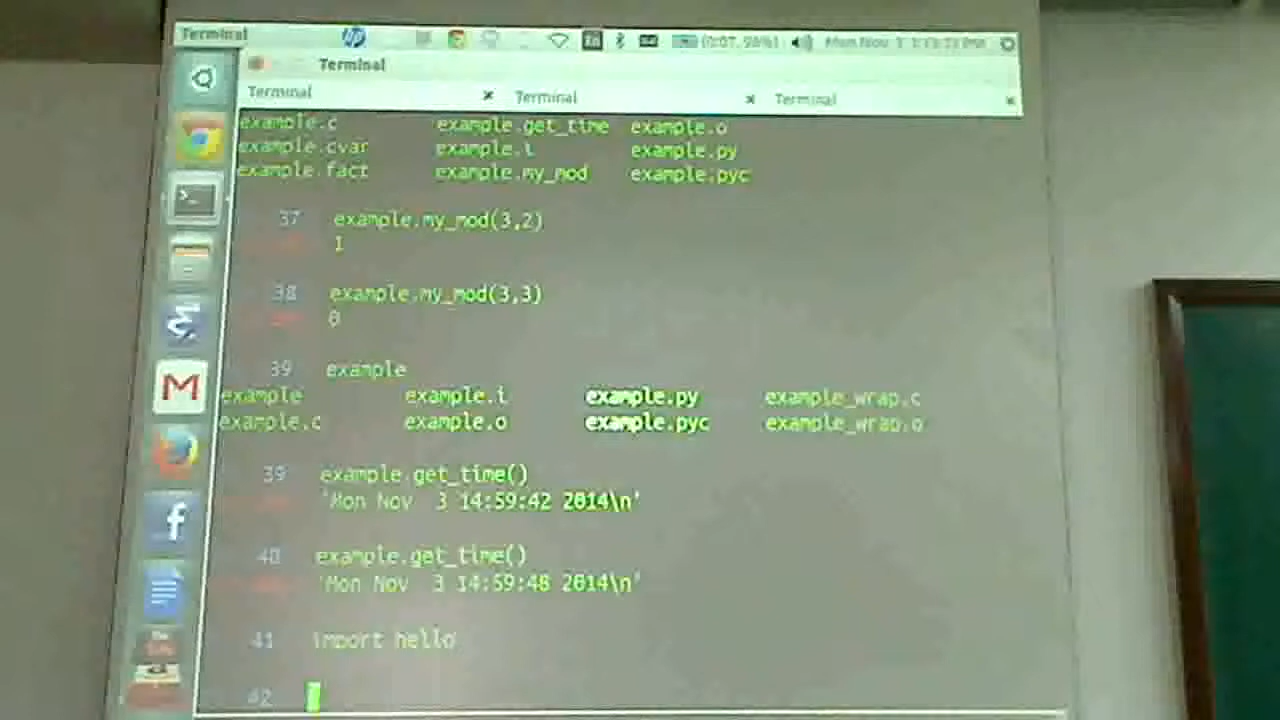 Terminal
hp
Terminal
Terminal × Terminal × Terminal ×
example.c example.get_time example.o
example.cvar example.i example.py
example.fact example.my_mod example.pyc
37 example.my_mod(3,2)
1
38 example.my_mod(3,3)
0
39 example
example example.i example.py example_wrap.c
example.c example.o example.pyc example_wrap.o
39 example.get_time()
'Mon Nov 3 14:59:42 2014\n'
40 example.get_time()
'Mon Nov 3 14:59:48 2014\n'
41 import hello
42